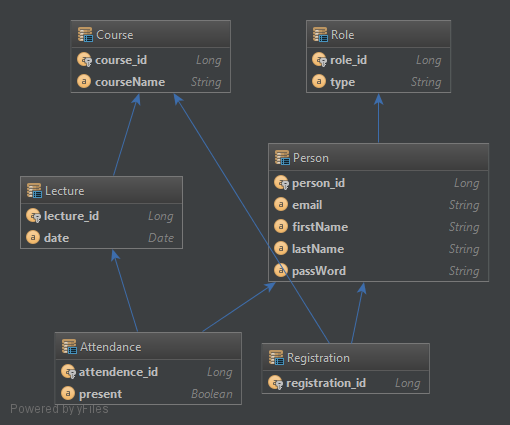 Course
course_id Long
courseName String
Role
role_id Long
type String
Person
person_id Long
email String
firstName String
lastName String
passWord String
Lecture
lecture_id Long
date Date
Attendance
attendence_id Long
present Boolean
Registration
registration_id Long
Powered by yFiles